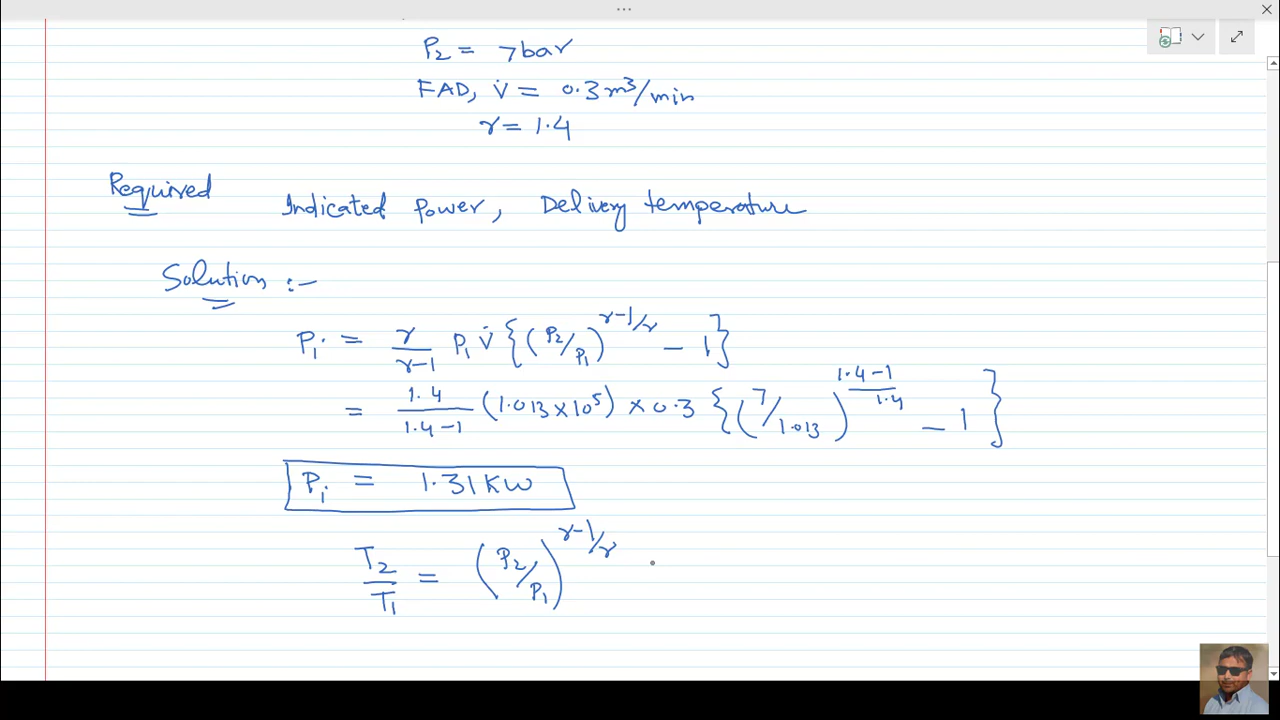 P2 = 7 bar
FAD, V̇ = 0.3 m³/min
γ = 1.4
Required Indicated power, Delivery temperature
Solution :-
Pi = γ/γ-1 P1 V̇ {(P2/P1)^γ-1/γ - 1}
= 1.4/1.4-1 (1.013×10⁵) × 0.3 {(7/1.013)^1.4-1/1.4 - 1}
Pi = 1.31 KW
T2/T1 = (P2/P1)^γ-1/γ